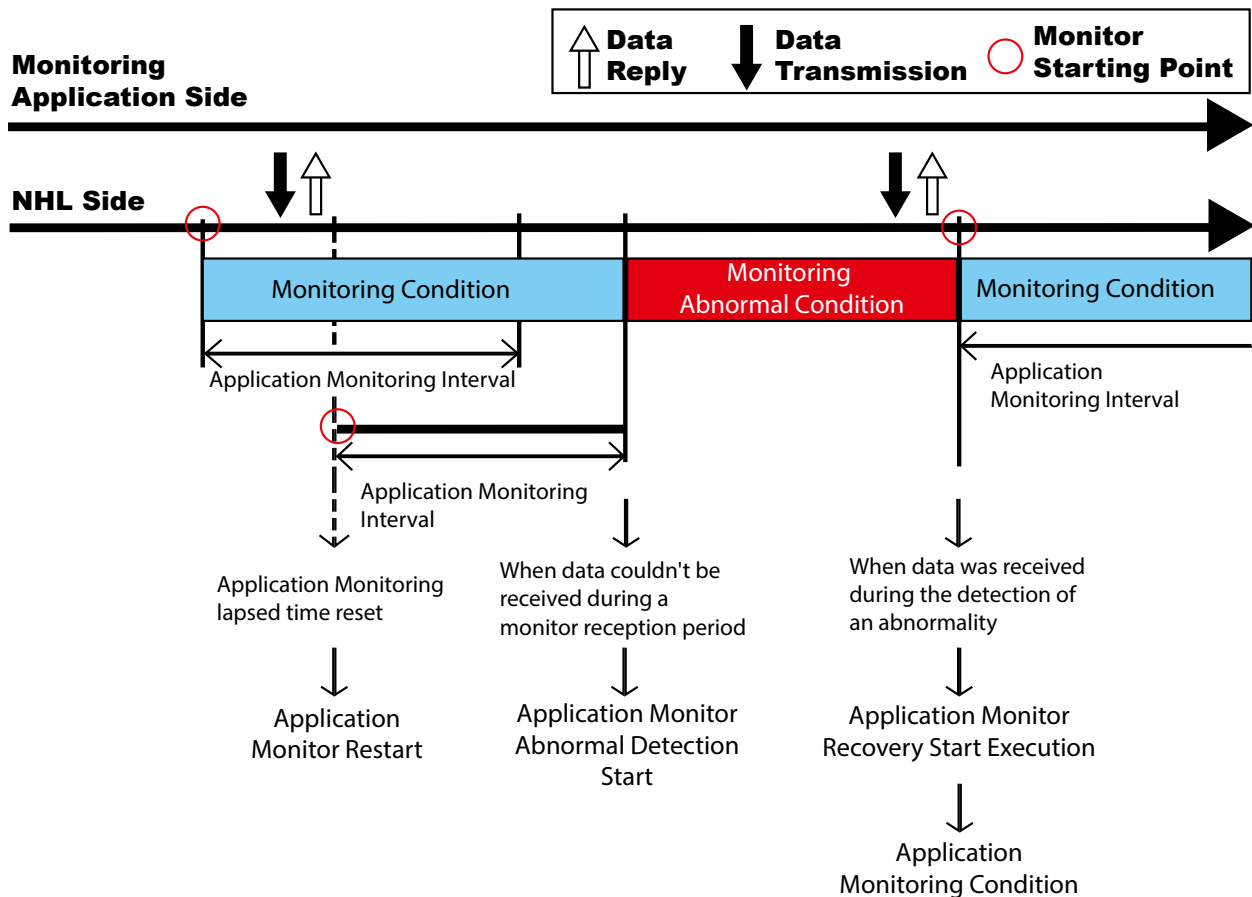 Data
Reply
Data
Transmission
Monitor
Starting Point
Monitoring
Application Side
NHL Side
Monitoring Condition
Monitoring
Abnormal Condition
Monitoring Condition
Application Monitoring Interval
Application
Monitoring Interval
Application Monitoring
Interval
Application Monitoring
lapsed time reset
When data couldn't be
received during a
monitor reception period
When data was received
during the detection of
an abnormality
Application
Monitor Restart
Application Monitor
Abnormal Detection
Start
Application Monitor
Recovery Start Execution
Application
Monitoring Condition